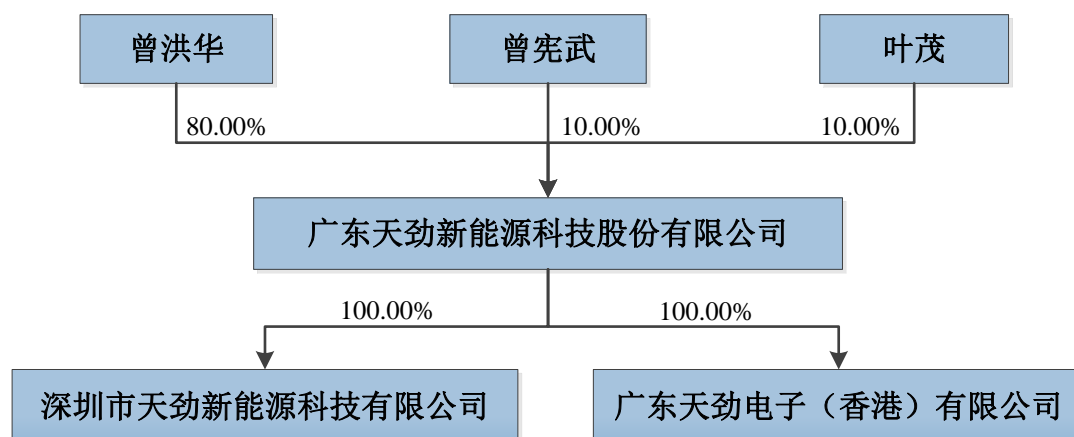 曾洪华
曾宪武
叶茂
80.00%
10.00%
10.00%
广东天劲新能源科技股份有限公司
100.00%
100.00%
深圳市天劲新能源科技有限公司
广东天劲电子（香港）有限公司